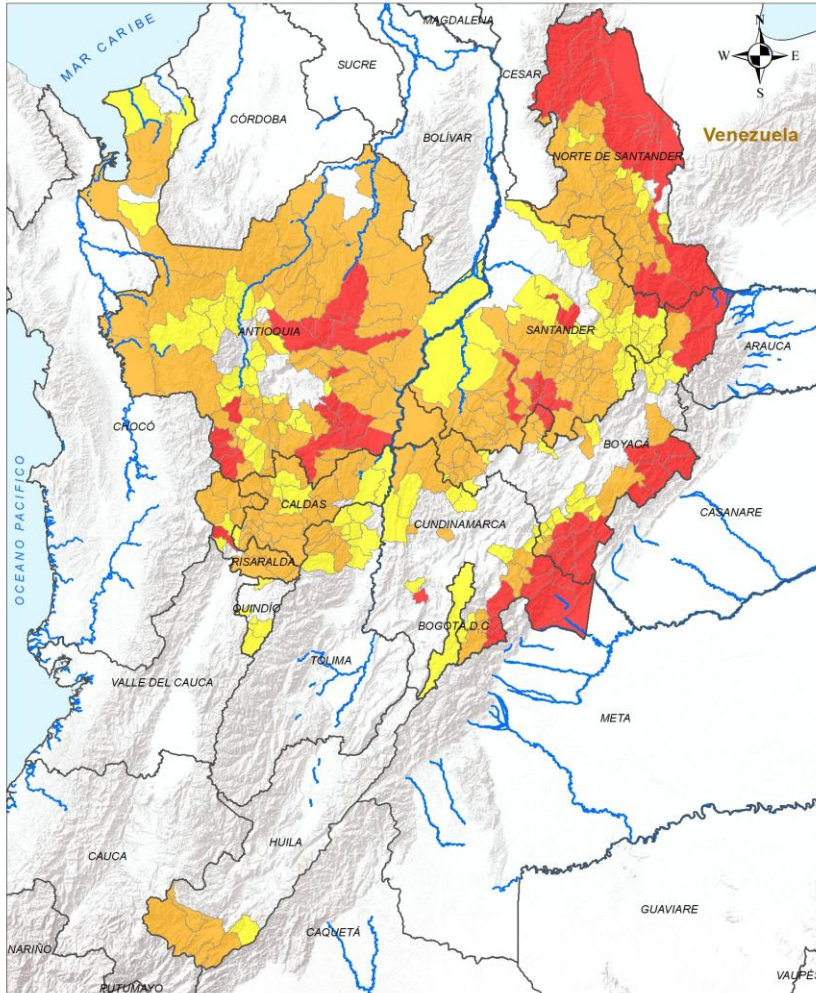 MAGDALENA
N
MAR CARIBE
SUCRE
CESAR
W
E
S
CÓRDOBA
BOLÍVAR
Venezuela
NORTE DE SANTANDER
ANTIOQUIA
SANTANDER
ARAUCA
CHOCÓ
BOYACÁ
CALDAS
CUNDINAMARCA
CASANARE
OCEANO PACIFICO
RISARALDA
QUINDÍO
BOGOTÁ D.C
TOLIMA
VALLE DEL CAUCA
META
HUILA
CAUCA
GUAVIARE
CAQUETÁ
NARIÑO
PUTUMAYO
VAUPÉS